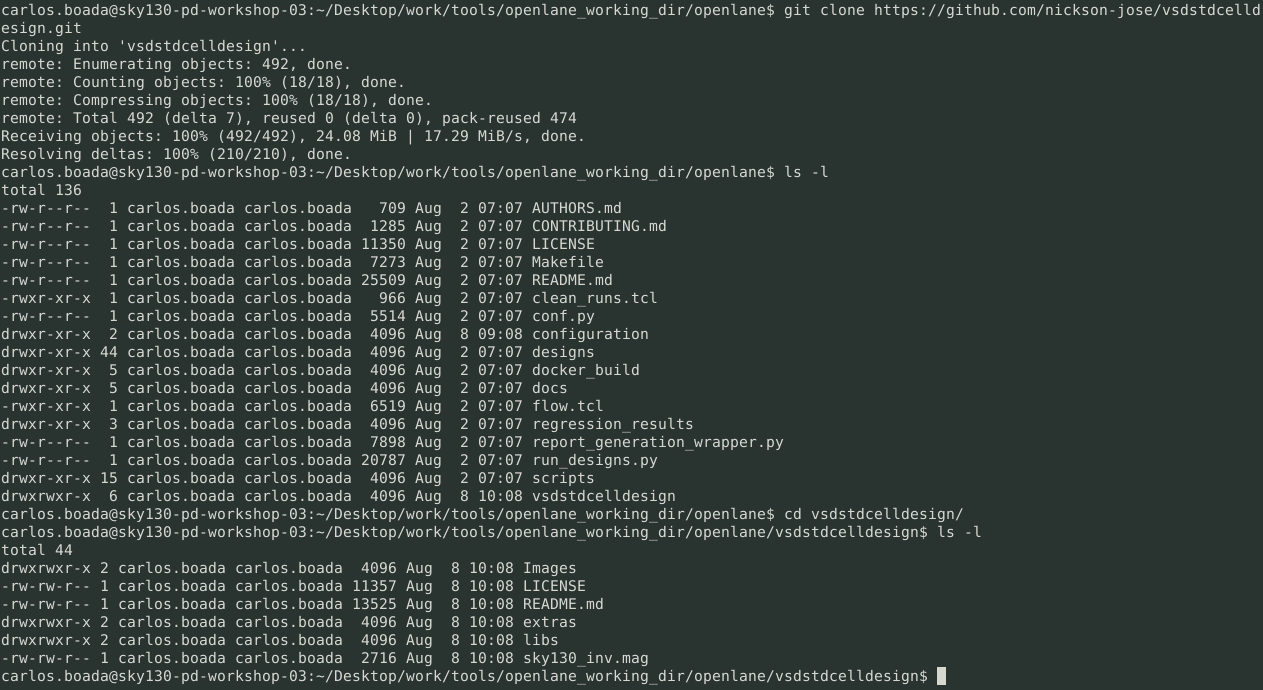 carlos.boada@sky130-pd-workshop-03:~/Desktop/work/tools/openlane_working_dir/openlane$ git clone https://github.com/nickson-jose/vsdstdcelld
esign.git
Cloning into 'vsdstdcelldesign'...
remote: Enumerating objects: 492, done.
remote: Counting objects: 100% (18/18), done.
remote: Compressing objects: 100% (18/18), done.
remote: Total 492 (delta 7), reused 0 (delta 0), pack-reused 474
Receiving objects: 100% (492/492), 24.08 MiB | 17.29 MiB/s, done.
Resolving deltas: 100% (210/210), done.
carlos.boada@sky130-pd-workshop-03:~/Desktop/work/tools/openlane_working_dir/openlane$ ls -l
total 136
-rw-r--r--  1 carlos.boada carlos.boada   709 Aug  2 07:07 AUTHORS.md
-rw-r--r--  1 carlos.boada carlos.boada  1285 Aug  2 07:07 CONTRIBUTING.md
-rw-r--r--  1 carlos.boada carlos.boada 11350 Aug  2 07:07 LICENSE
-rw-r--r--  1 carlos.boada carlos.boada  7273 Aug  2 07:07 Makefile
-rw-r--r--  1 carlos.boada carlos.boada 25509 Aug  2 07:07 README.md
-rwxr-xr-x  1 carlos.boada carlos.boada   966 Aug  2 07:07 clean_runs.tcl
-rw-r--r--  1 carlos.boada carlos.boada  5514 Aug  2 07:07 conf.py
drwxr-xr-x  2 carlos.boada carlos.boada  4096 Aug  8 09:08 configuration
drwxr-xr-x 44 carlos.boada carlos.boada  4096 Aug  2 07:07 designs
drwxr-xr-x  5 carlos.boada carlos.boada  4096 Aug  2 07:07 docker_build
drwxr-xr-x  5 carlos.boada carlos.boada  4096 Aug  2 07:07 docs
-rwxr-xr-x  1 carlos.boada carlos.boada  6519 Aug  2 07:07 flow.tcl
drwxr-xr-x  3 carlos.boada carlos.boada  4096 Aug  2 07:07 regression_results
-rw-r--r--  1 carlos.boada carlos.boada  7898 Aug  2 07:07 report_generation_wrapper.py
-rw-r--r--  1 carlos.boada carlos.boada 20787 Aug  2 07:07 run_designs.py
drwxr-xr-x 15 carlos.boada carlos.boada  4096 Aug  2 07:07 scripts
drwxrwxr-x  6 carlos.boada carlos.boada  4096 Aug  8 10:08 vsdstdcelldesign
carlos.boada@sky130-pd-workshop-03:~/Desktop/work/tools/openlane_working_dir/openlane$ cd vsdstdcelldesign/
carlos.boada@sky130-pd-workshop-03:~/Desktop/work/tools/openlane_working_dir/openlane/vsdstdcelldesign$ ls -l
total 44
drwxrwxr-x 2 carlos.boada carlos.boada  4096 Aug  8 10:08 Images
-rw-rw-r-- 1 carlos.boada carlos.boada 11357 Aug  8 10:08 LICENSE
-rw-rw-r-- 1 carlos.boada carlos.boada 13525 Aug  8 10:08 README.md
drwxrwxr-x 2 carlos.boada carlos.boada  4096 Aug  8 10:08 extras
drwxrwxr-x 2 carlos.boada carlos.boada  4096 Aug  8 10:08 libs
-rw-rw-r-- 1 carlos.boada carlos.boada  2716 Aug  8 10:08 sky130_inv.mag
carlos.boada@sky130-pd-workshop-03:~/Desktop/work/tools/openlane_working_dir/openlane/vsdstdcelldesign$